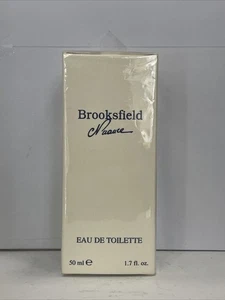 Brooksfield
EAU DE TOILETTE
50 ml e 1.7 fl. oz.